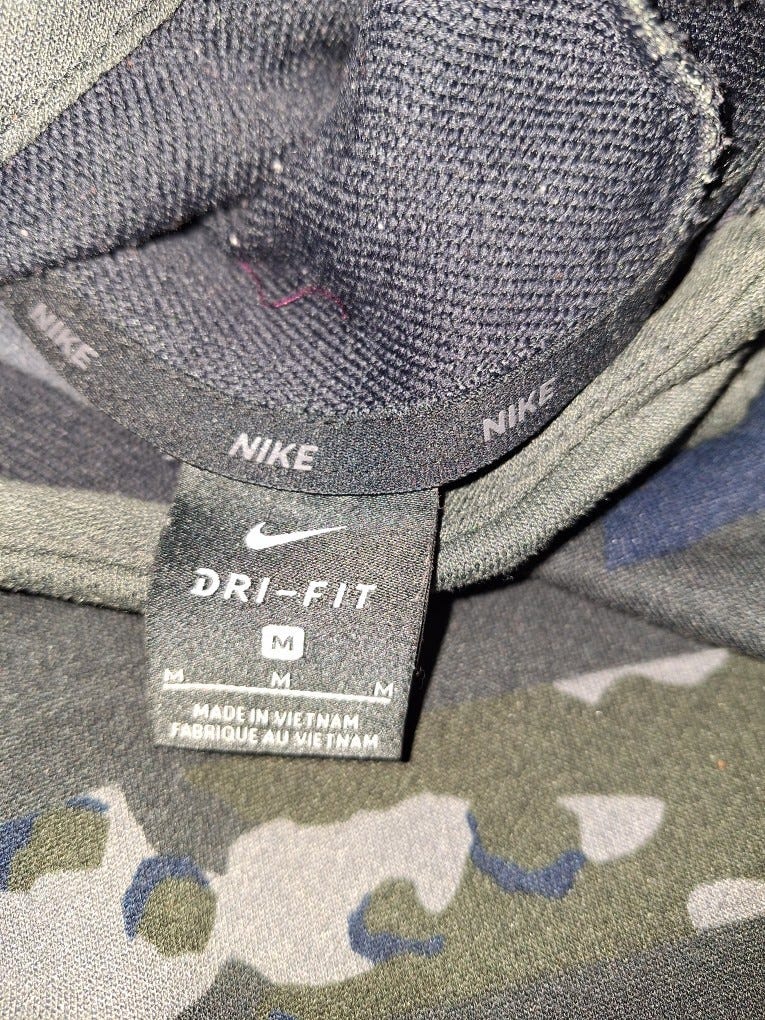 NIKE
NIKE
NIKE
DRI-FIT
M
M M M
MADE IN VIETNAM
FABRIQUE AU VIETNAM